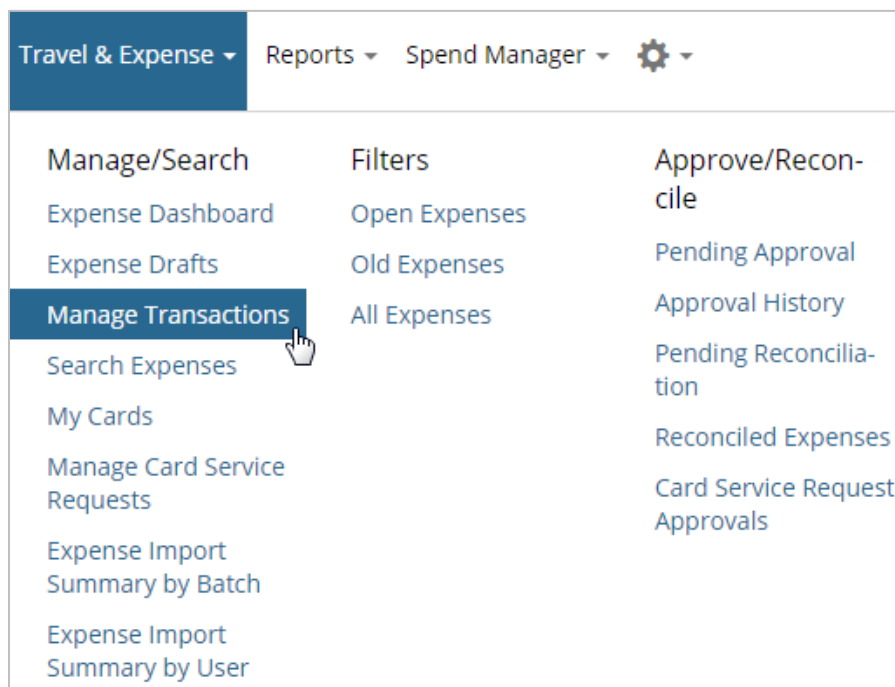 Travel & Expense Reports Spend Manager
Manage/Search
Expense Dashboard
Expense Drafts
Manage Transactions
Search Expenses
My Cards
Manage Card Service
Requests
Expense Import
Summary by Batch
Expense Import
Summary by User
Filters
Open Expenses
Old Expenses
All Expenses
Approve/Recon-
cile
Pending Approval
Approval History
Pending Reconcilia-
tion
Reconciled Expenses
Card Service Request
Approvals